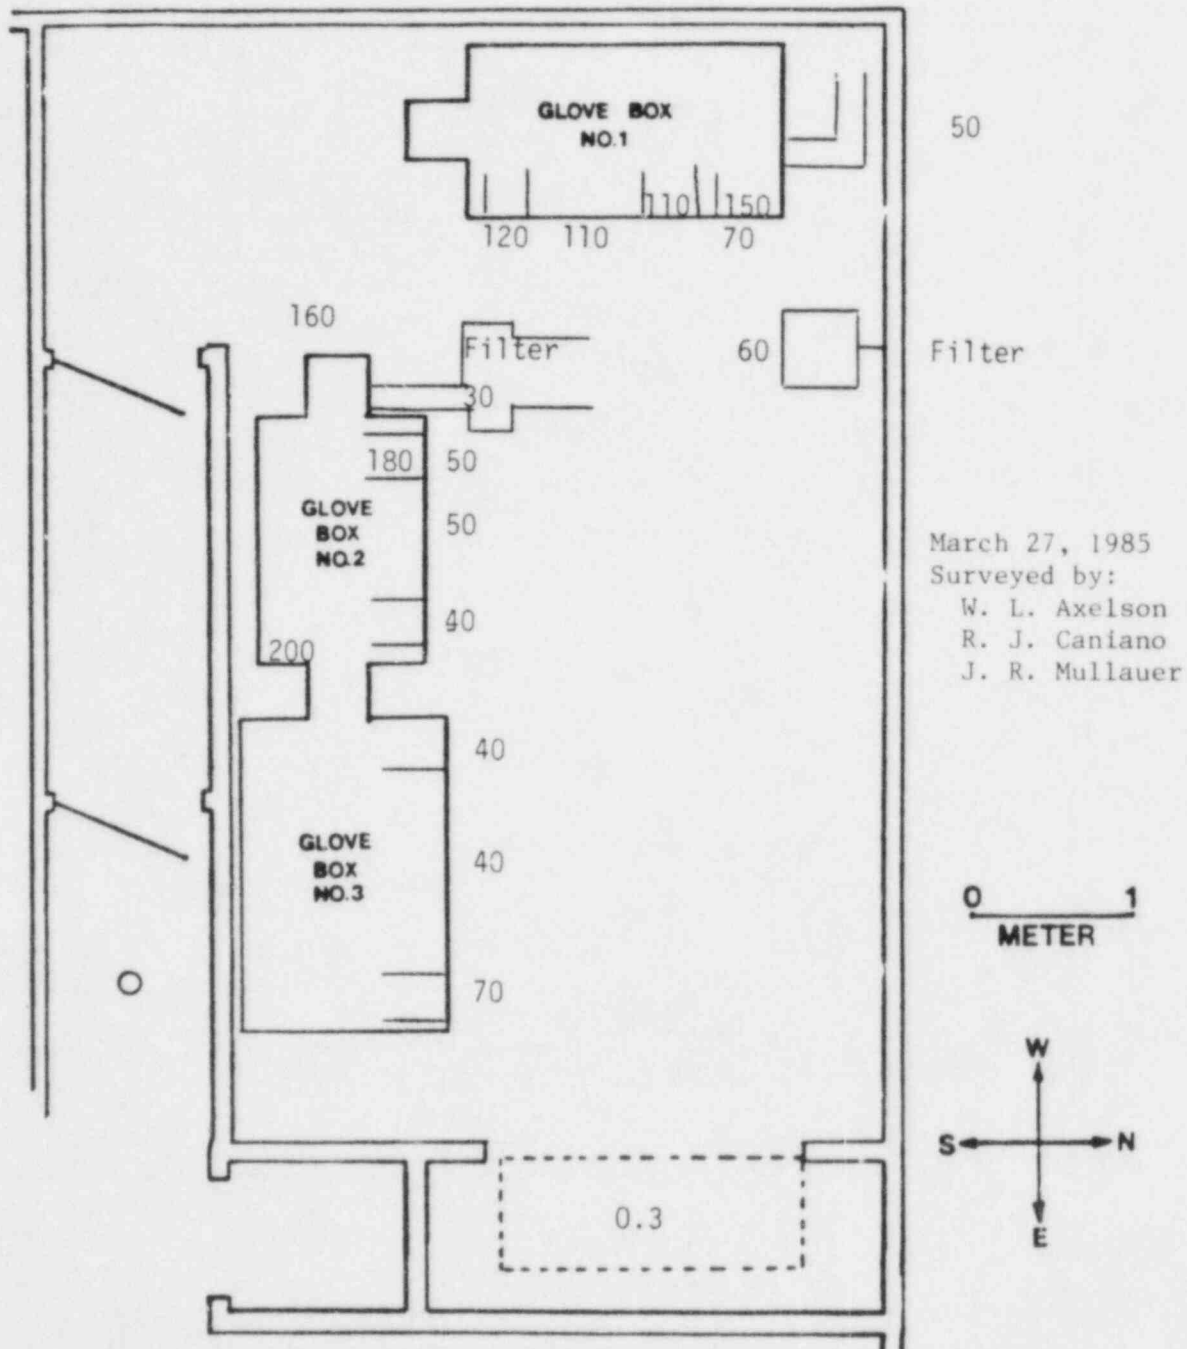 GLOVE BOX
NO.1
50
110 150
120 110 70
160
Filter
60
Filter
30
180 50
GLOVE
BOX
NO.2
50
40
200
March 27, 1985
Surveyed by:
W. L. Axelson
R. J. Caniano
J. R. Mullauer
40
GLOVE
BOX
NO.3
40
70
0 1
METER
W
S N
E
0.3